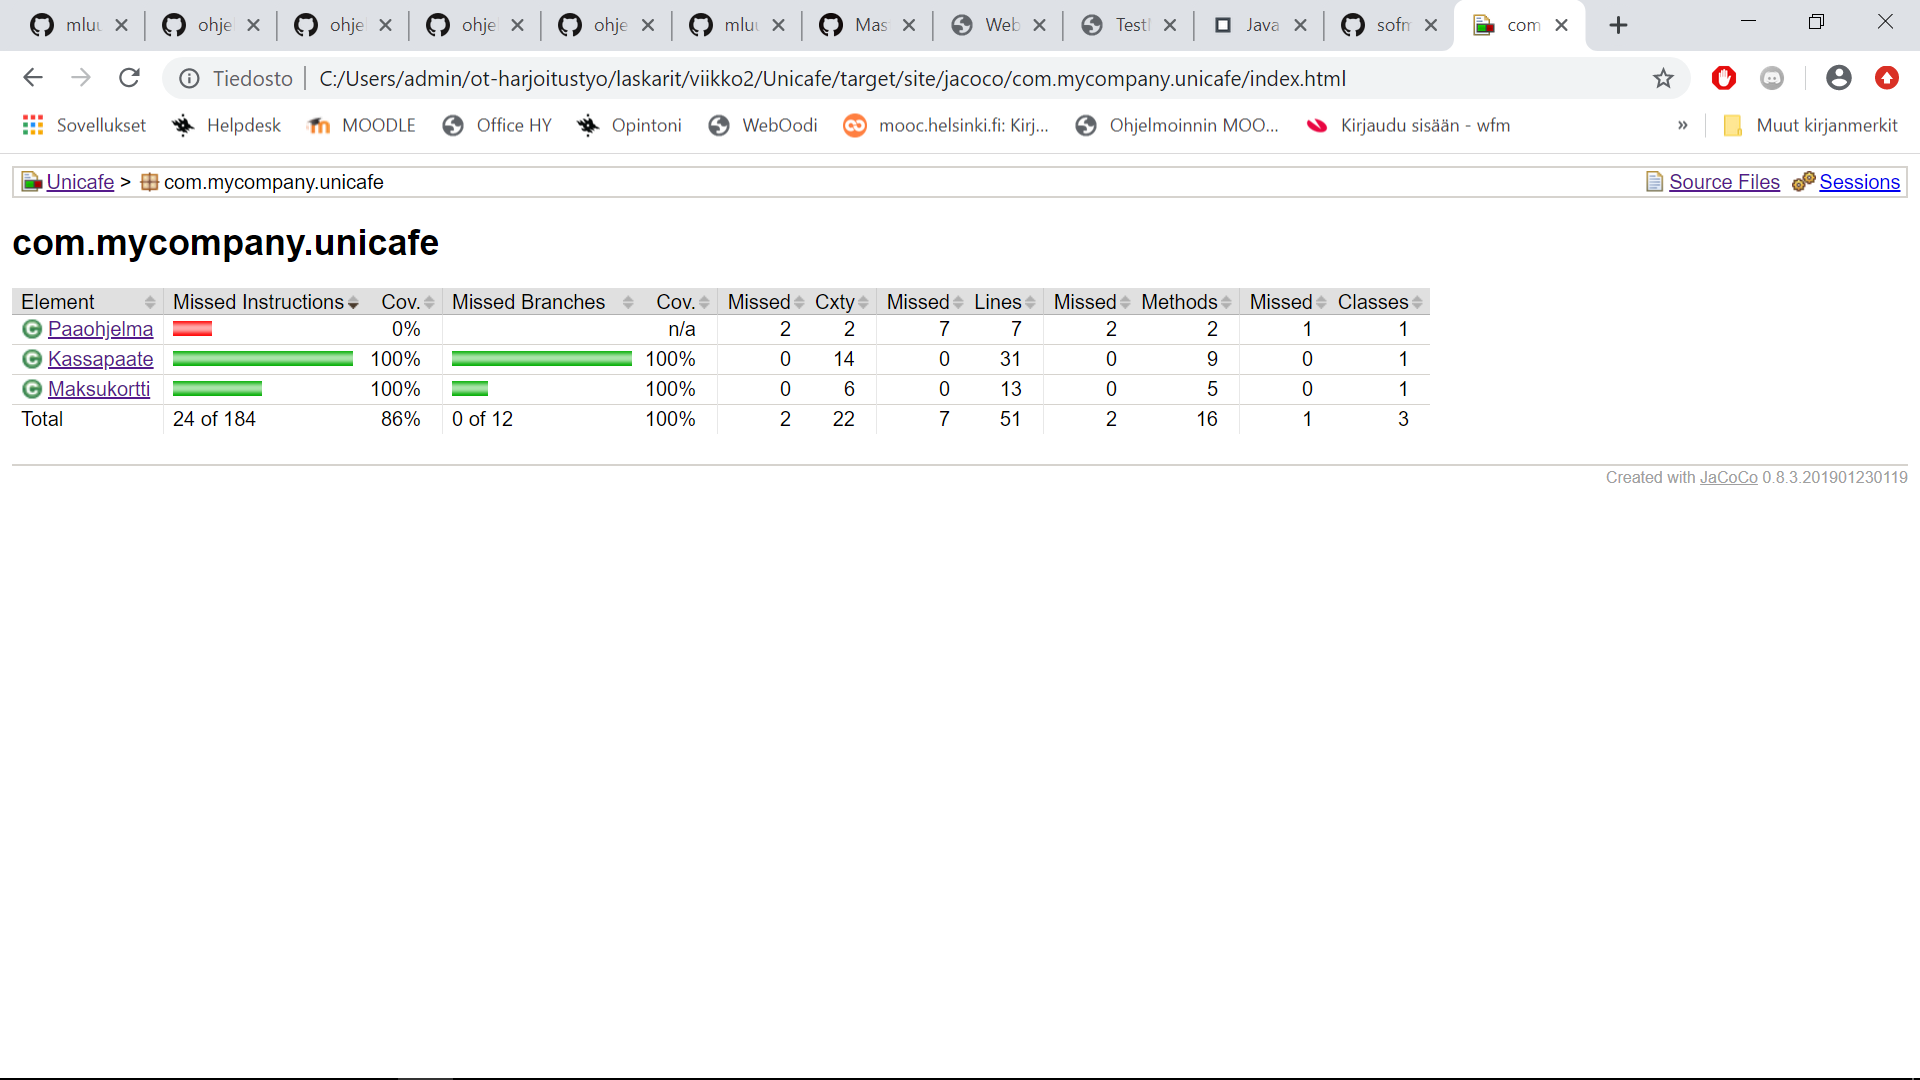 mluu ohjel ohjel ohjel ohjel mluu Mas Web Test Java sofm com
Tiedosto C:/Users/admin/ot-harjoitustyo/laskarit/viikko2/Unicafe/target/site/jacoco/com.mycompany.unicafe/index.html
Sovellukset Helpdesk MOODLE Office HY Opintoni WebOodi mooc.helsinki.fi: Kirj... Ohjelmoinnin MOO... Kirjaudu sisään - wfm » Muut kirjanmerkit
Unicafe > com.mycompany.unicafe Source Files Sessions
com.mycompany.unicafe
Element Missed Instructions Cov. Missed Branches Cov. Missed Cxty Missed Lines Missed Methods Missed Classes
Paaohjelma 0% n/a 2 2 7 7 2 2 1 1
Kassapaate 100% 100% 0 14 0 31 0 9 0 1
Maksukortti 100% 100% 0 6 0 13 0 5 0 1
Total 24 of 184 86% 0 of 12 100% 2 22 7 51 2 16 1 3
Created with JaCoCo 0.8.3.201901230119